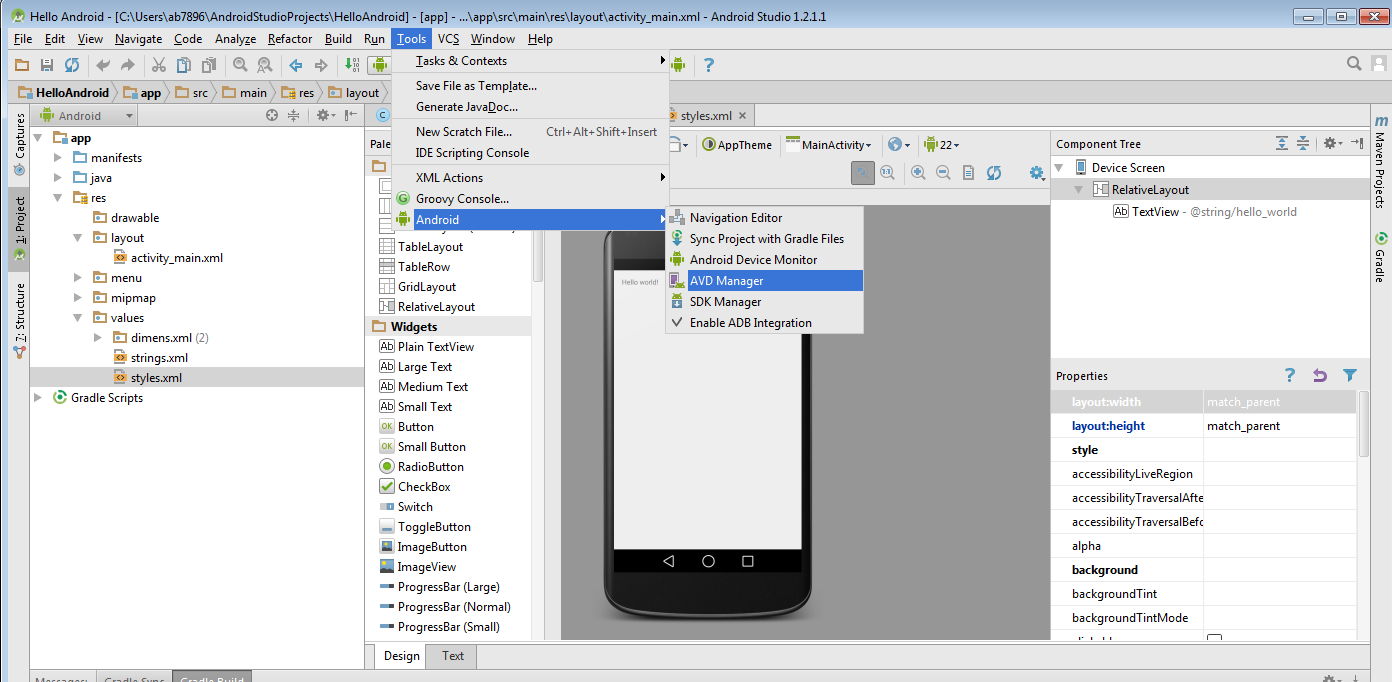 Hello Android - [C:\Users\ab7896\AndroidStudioProjects\HelloAndroid] - [app] - ...\app\src\main\res\layout\activity_main.xml - Android Studio 1.2.1.1
File Edit View Navigate Code Analyze Refactor Build Run Tools VCS Window Help
HelloAndroid app src main res layout
Captures
1: Project
7: Structure
Android
app
manifests
java
res
drawable
layout
activity_main.xml
menu
mipmap
values
dimens.xml (2)
strings.xml
styles.xml
Gradle Scripts
Tasks & Contexts
Save File as Template...
Generate JavaDoc...
New Scratch File... Ctrl+Alt+Shift+Insert
IDE Scripting Console
XML Actions
Groovy Console...
Android
Navigation Editor
Sync Project with Gradle Files
Android Device Monitor
AVD Manager
SDK Manager
Enable ADB Integration
Pale
TableLayout
TableRow
GridLayout
RelativeLayout
Widgets
Ab Plain TextView
Ab Large Text
Ab Medium Text
Ab Small Text
OK Button
OK Small Button
RadioButton
CheckBox
Switch
ToggleButton
ImageButton
ImageView
ProgressBar (Large)
ProgressBar (Normal)
ProgressBar (Small)
Design Text
styles.xml
AppTheme MainActivity 22
Hello world!
Component Tree
Device Screen
RelativeLayout
Ab TextView - @string/hello_world
Properties
layout:width match_parent
layout:height match_parent
style
accessibilityLiveRegion
accessibilityTraversalAfte
accessibilityTraversalBefo
alpha
background
backgroundTint
backgroundTintMode
Maven Projects
Gradle
Messages: Gradle Sync Gradle Build